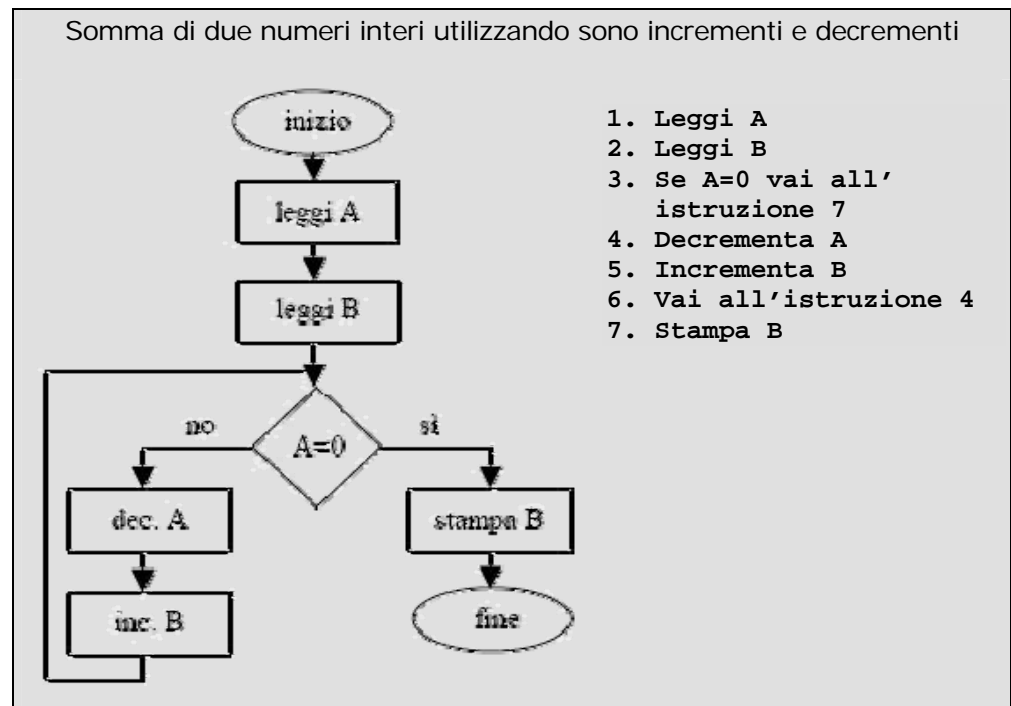 Somma di due numeri interi utilizzando sono incrementi e decrementi
inizio
leggi A
leggi B
A=0
no
sì
dec. A
inc. B
stampa B
fine
1. Leggi A
2. Leggi B
3. Se A=0 vai all'
istruzione 7
4. Decrementa A
5. Incrementa B
6. Vai all'istruzione 4
7. Stampa B